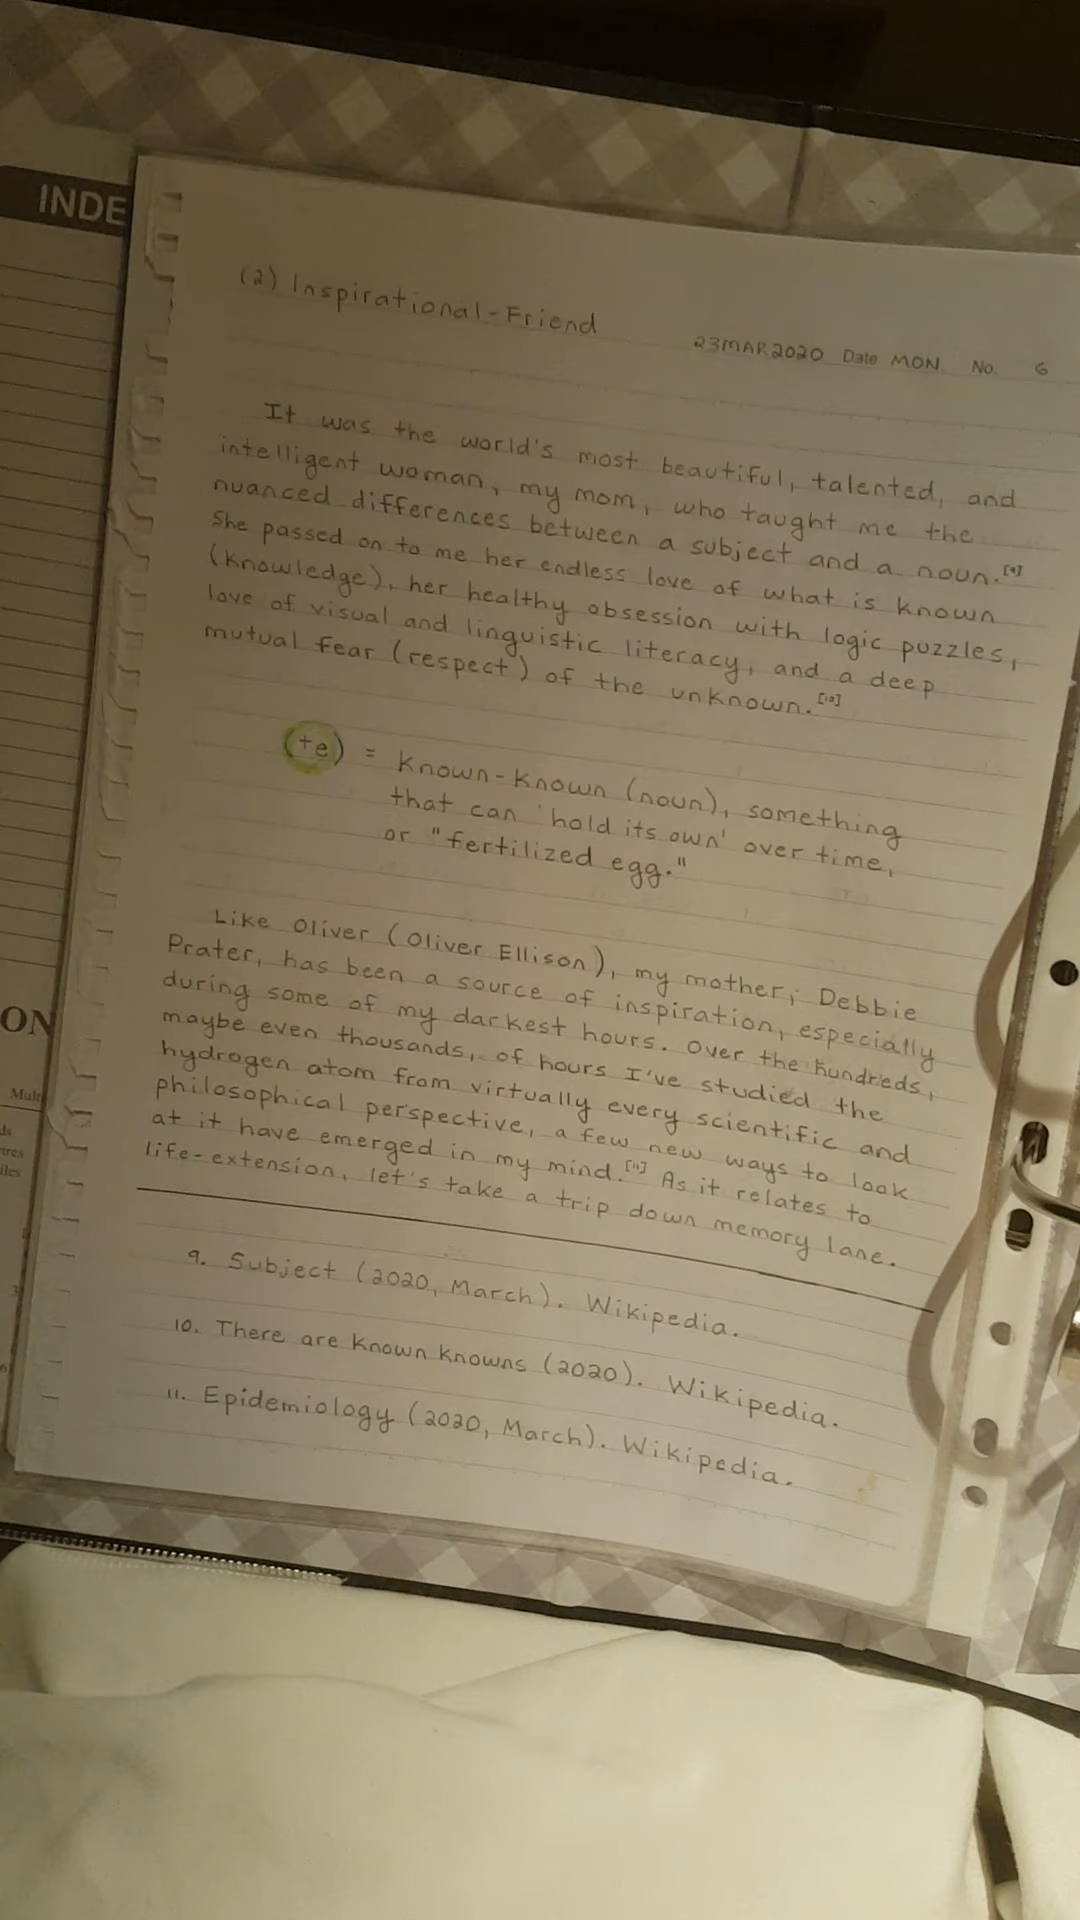 INDE
(2) Inspirational-Friend
23MAR2020 Date MON. No. 6
It was the world's most beautiful, talented, and
intelligent woman, my mom, who taught me the
nuanced differences between a subject and a noun.[9]
She passed on to me her endless love of what is known
(knowledge), her healthy obsession with logic puzzles,
love of visual and linguistic literacy, and a deep
mutual fear (respect) of the unknown.[10]
(+e) = Known-Known (noun), something
that can 'hold its own' over time,
or "fertilized egg."
Like Oliver (Oliver Ellison), my mother; Debbie
Prater, has been a source of inspiration, especially
during some of my darkest hours. Over the hundreds,
maybe even thousands, of hours I've studied the
hydrogen atom from virtually every scientific and
philosophical perspective, a few new ways to look
at it have emerged in my mind.[11] As it relates to
life-extension, let's take a trip down memory lane.
9. Subject (2020, March). Wikipedia.
10. There are Known Knowns (2020). Wikipedia.
11. Epidemiology (2020, March). Wikipedia.
ON
Mult